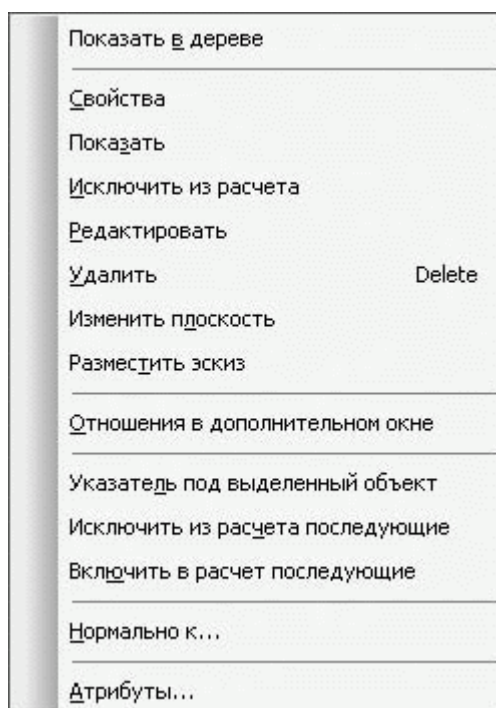 Показать в дереве
Свойства
Показать
Исключить из расчета
Редактировать
Удалить Delete
Изменить плоскость
Разместить эскиз
Отношения в дополнительном окне
Указатель под выделенный объект
Исключить из расчета последующие
Включить в расчет последующие
Нормально к...
Атрибуты...